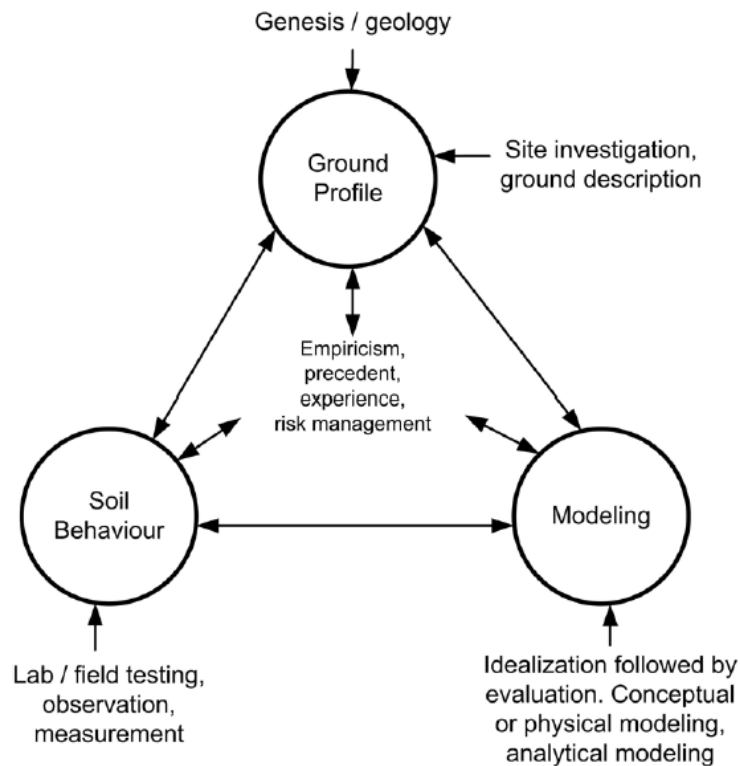 Genesis / geology
Ground
Profile
Site investigation,
ground description
Empiricism,
precedent,
experience,
risk management
Soil
Behaviour
Modeling
Lab / field testing,
observation,
measurement
Idealization followed by
evaluation. Conceptual
or physical modeling,
analytical modeling